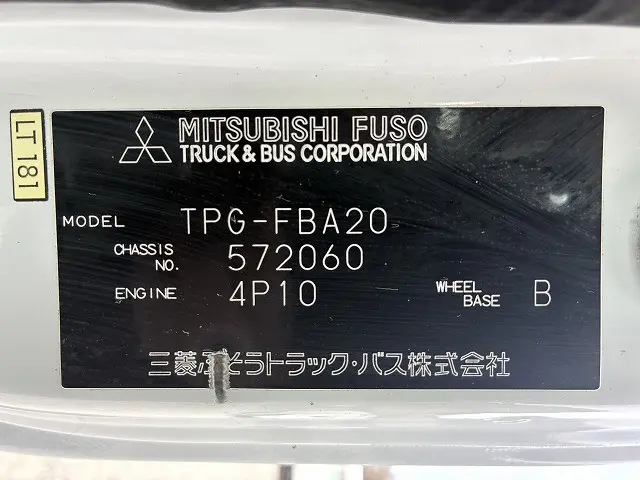 LT 181
MITSUBISHI FUSO
TRUCK & BUS CORPORATION
MODEL TPG-FBA20
CHASSIS NO. 572060
ENGINE 4P10 WHEEL BASE B
三菱ふそうトラック・バス株式会社